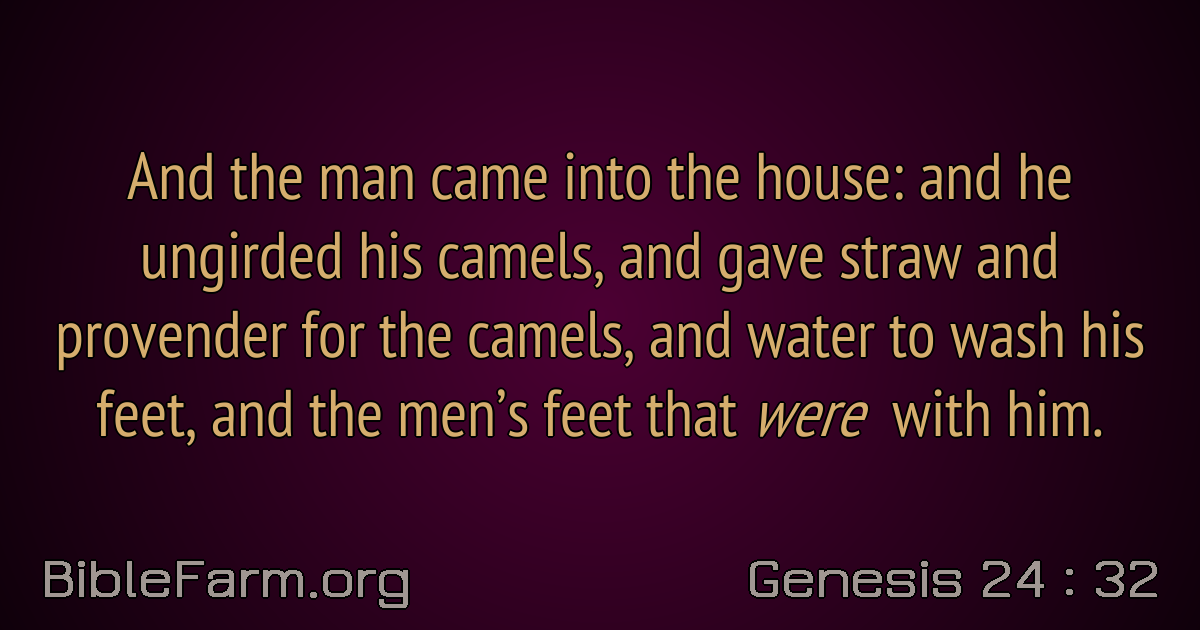 And the man came into the house: and he
ungirded his camels, and gave straw and
provender for the camels, and water to wash his
feet, and the men’s feet that were with him.
BibleFarm.org
Genesis 24 : 32